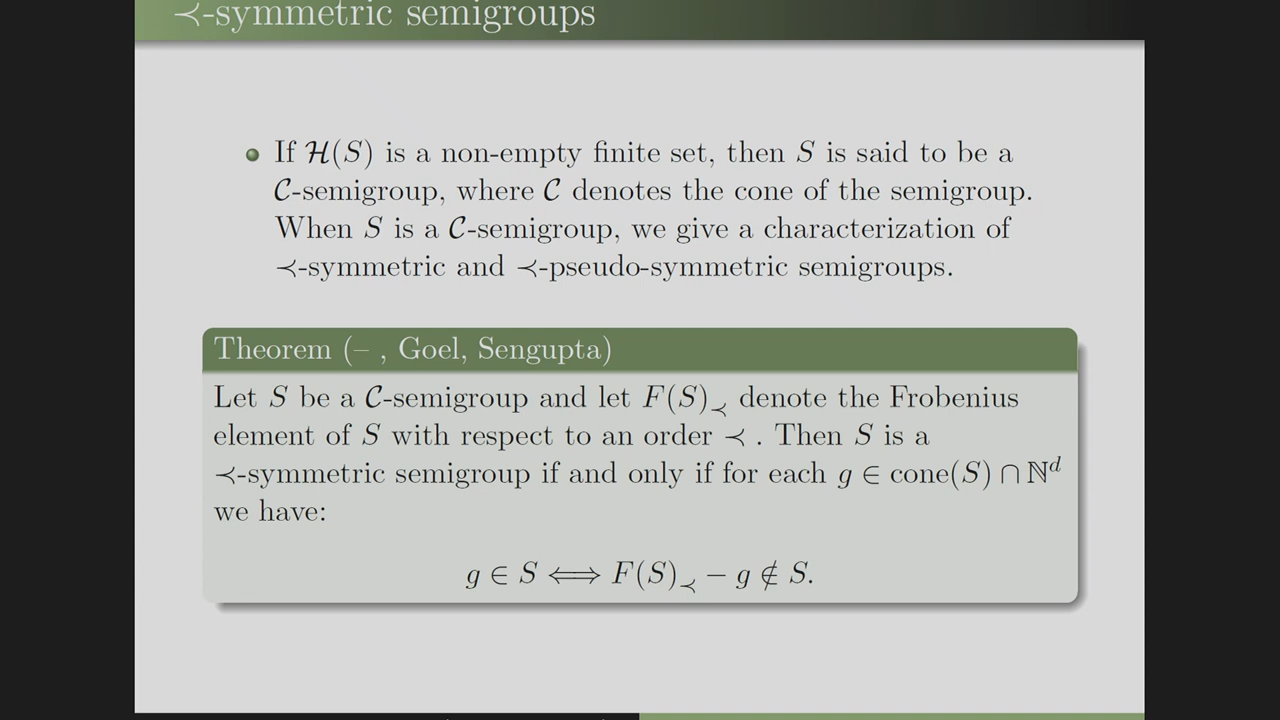 ≺-symmetric semigroups
If ℋ(S) is a non-empty finite set, then S is said to be a
𝒞-semigroup, where 𝒞 denotes the cone of the semigroup.
When S is a 𝒞-semigroup, we give a characterization of
≺-symmetric and ≺-pseudo-symmetric semigroups.
Theorem (– , Goel, Sengupta)
Let S be a 𝒞-semigroup and let F(S)≺ denote the Frobenius
element of S with respect to an order ≺ . Then S is a
≺-symmetric semigroup if and only if for each g ∈ cone(S) ∩ ℕᵈ
we have:
g ∈ S ⟺ F(S)≺ − g ∉ S.